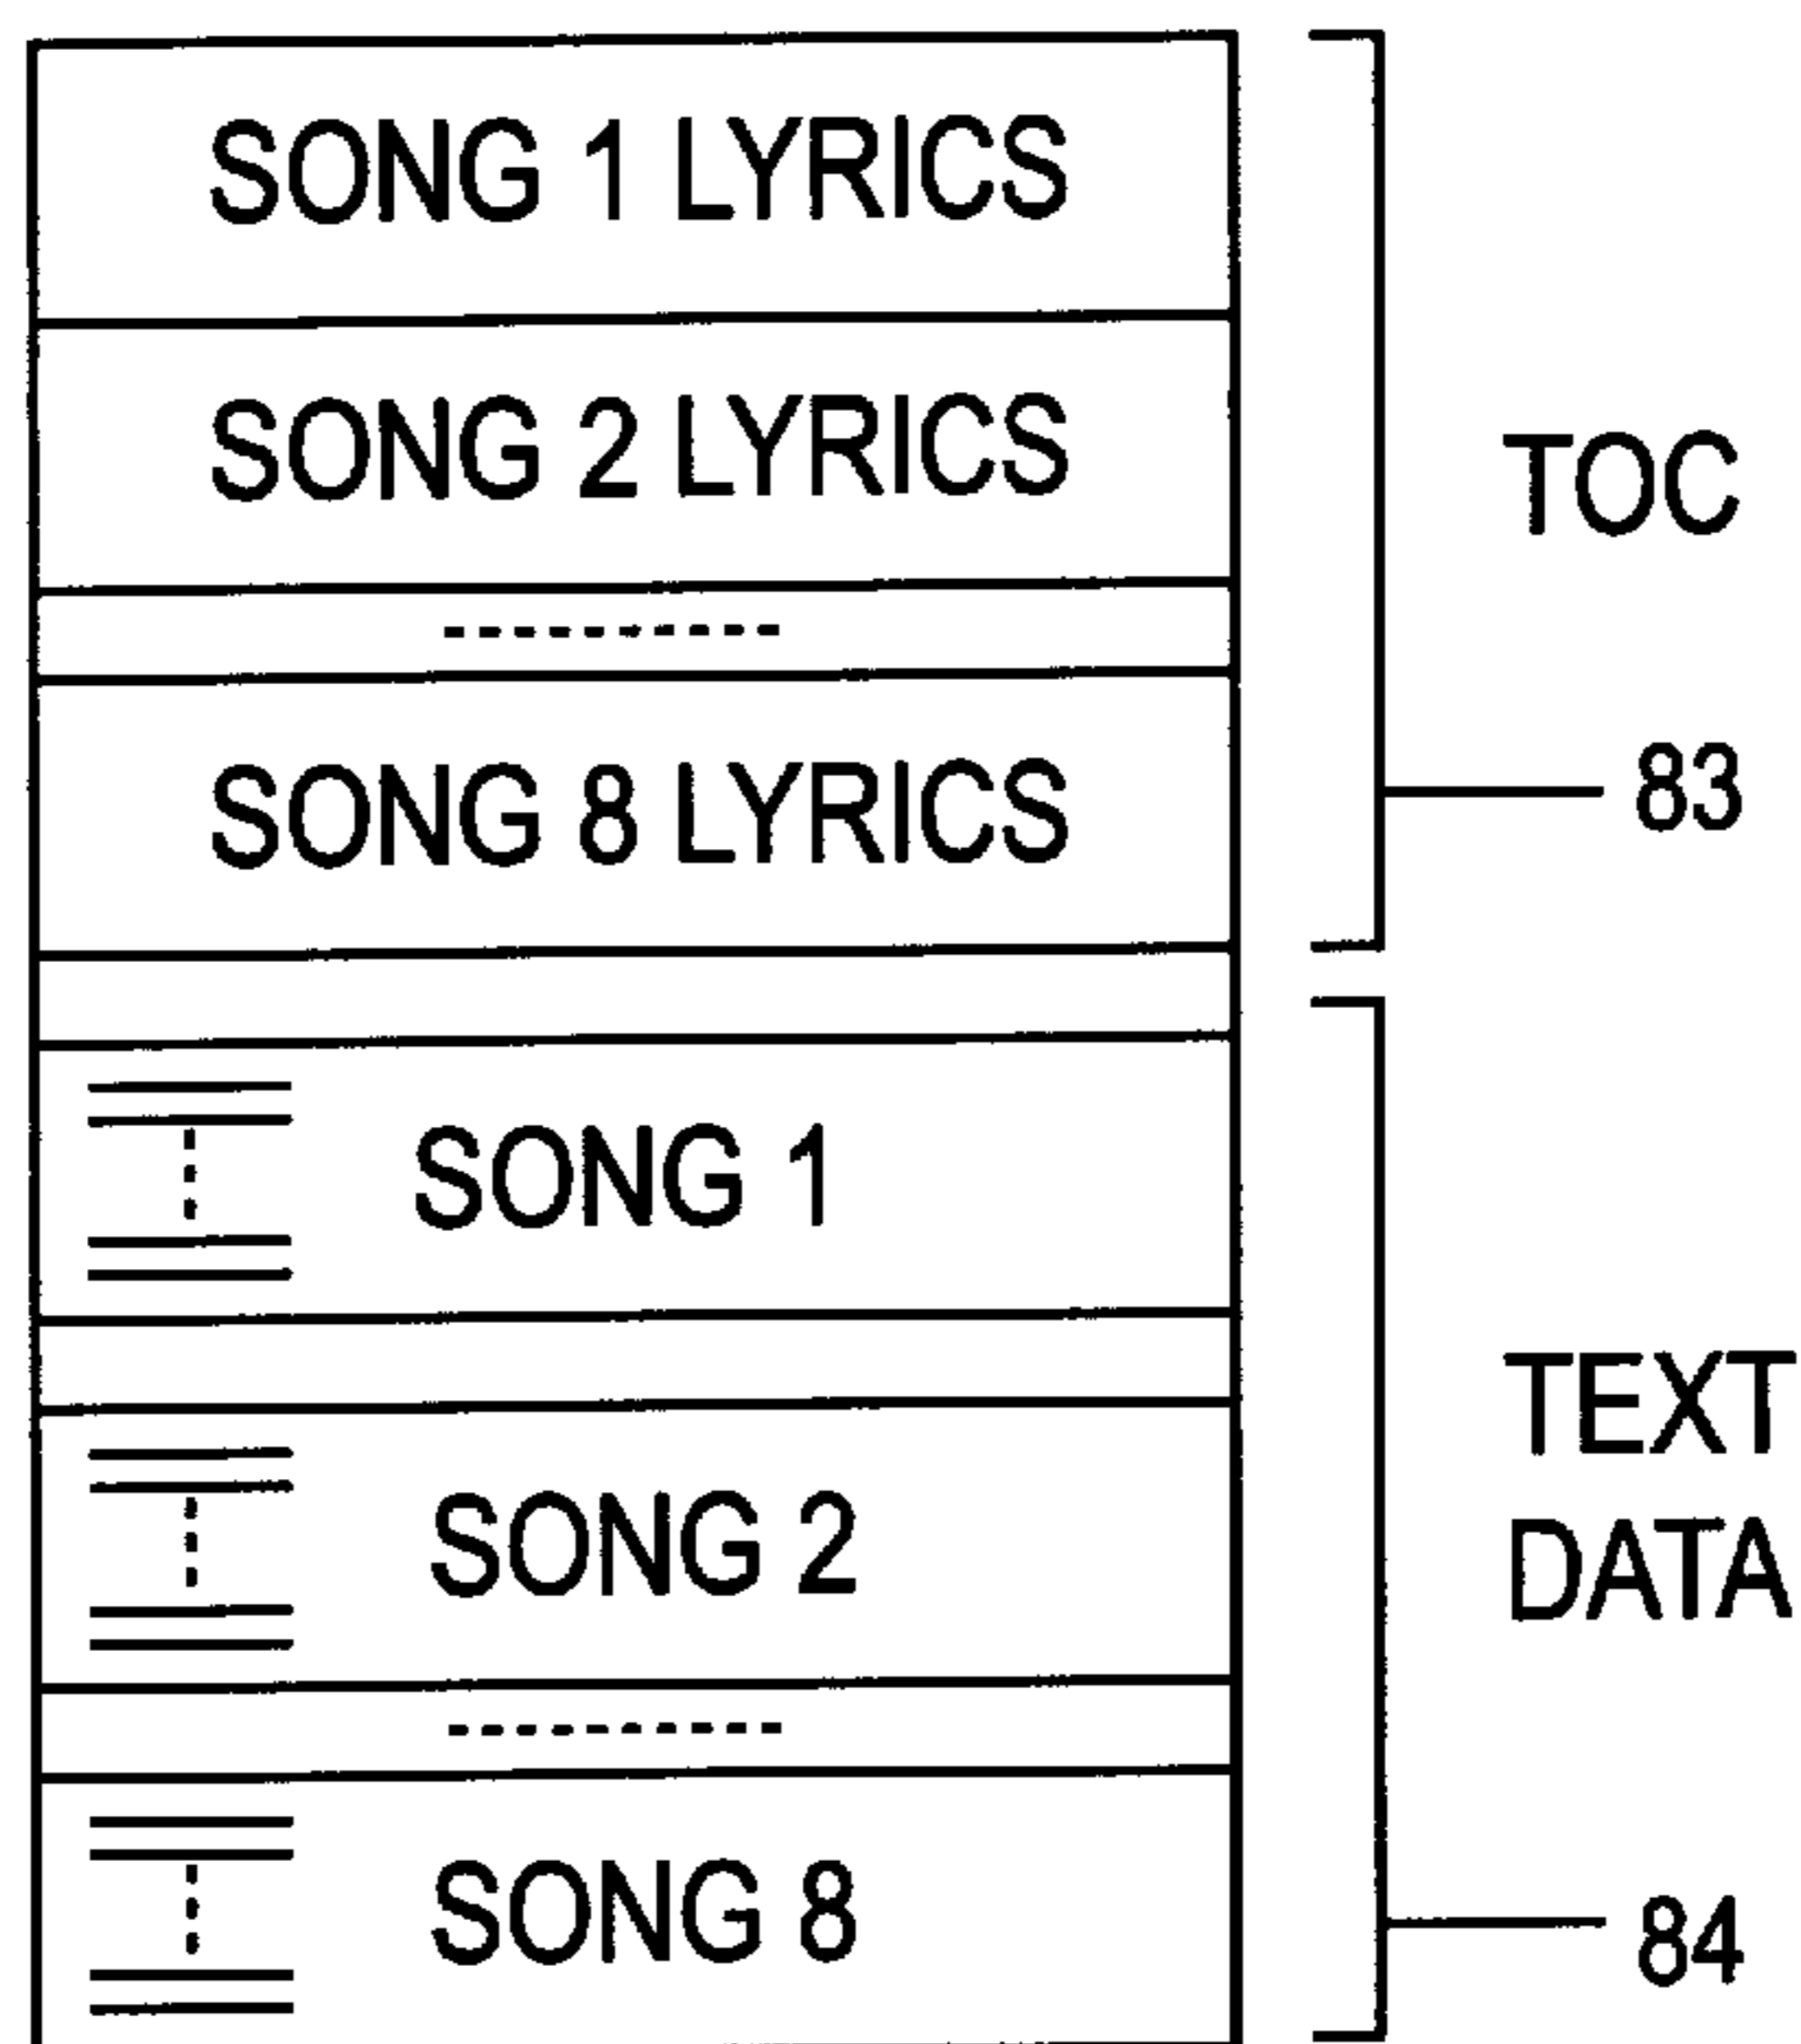 SONG 1 LYRICS
SONG 2 LYRICS
SONG 8 LYRICS
TOC
83
SONG 1
SONG 2
SONG 8
TEXT
DATA
84